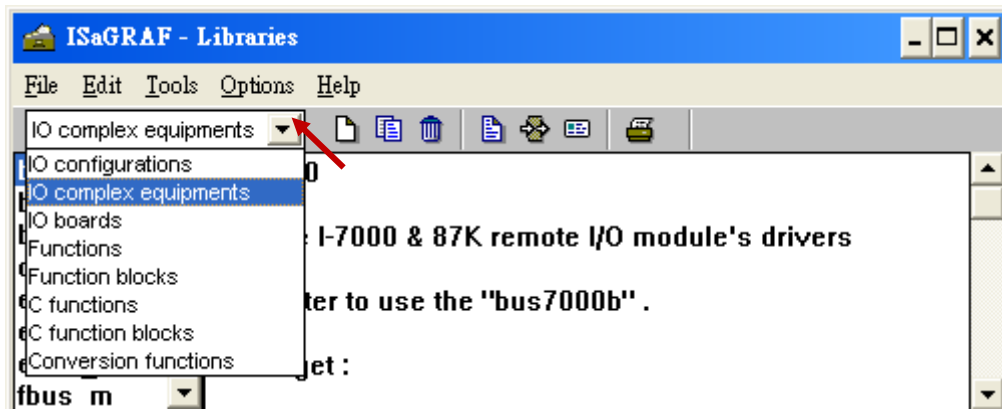 ISaGRAF - Libraries
File Edit Tools Options Help
IO complex equipments
IO configurations
IO complex equipments
IO boards
Functions
Function blocks
C functions
C function blocks
Conversion functions
0
I-7000 & 87K remote I/O module's drivers
ter to use the "bus7000b" .
get :
fbus_m